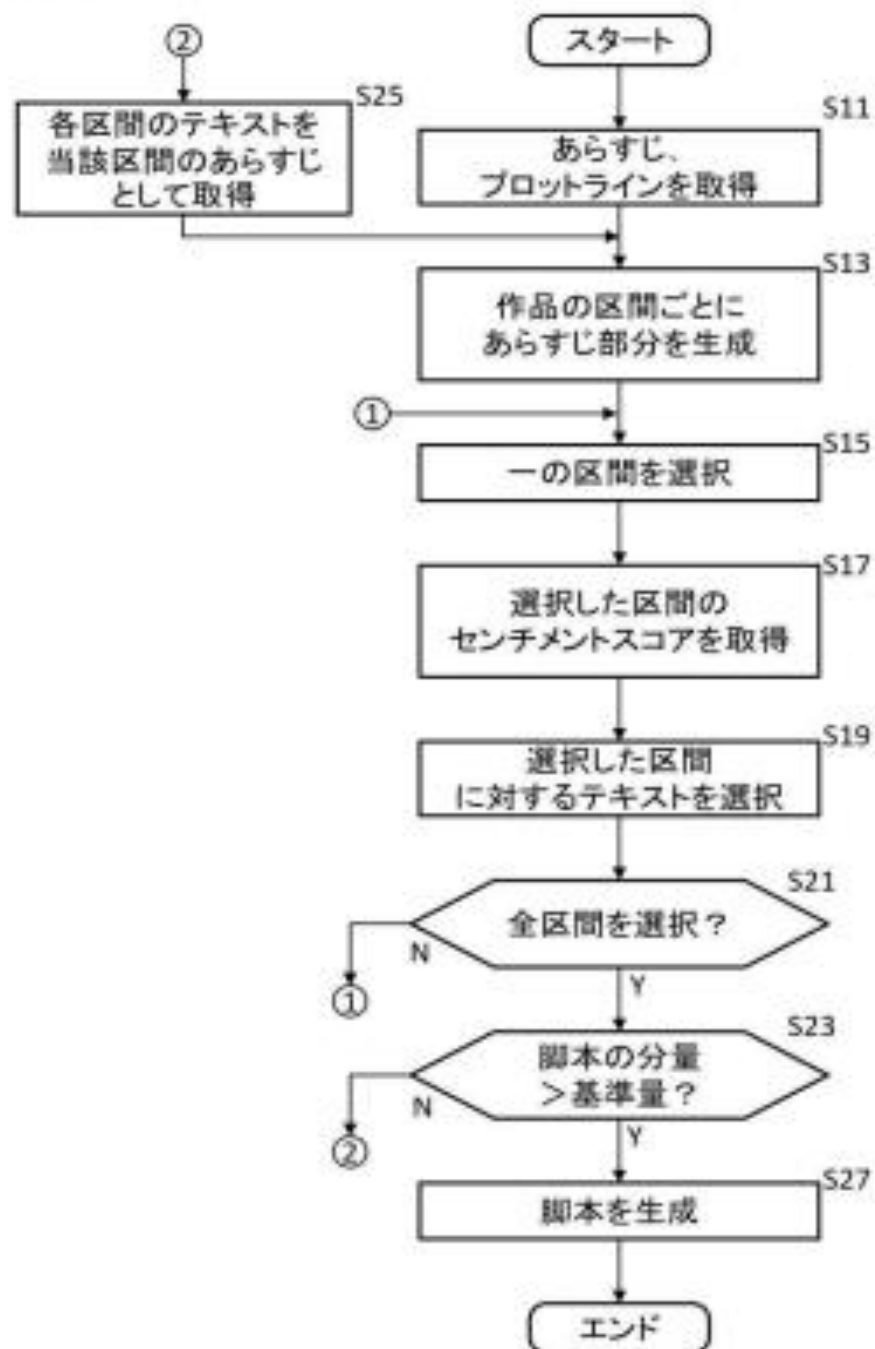 スタート
②
S25
各区間のテキストを
当該区間のあらすじ
として取得
S11
あらすじ、
プロットラインを取得
S13
作品の区間ごとに
あらすじ部分を生成
①
S15
一の区間を選択
S17
選択した区間の
センチメントスコアを取得
S19
選択した区間
に対するテキストを選択
S21
全区間を選択？
N
Y
①
S23
脚本の分量
＞基準量？
N
Y
②
S27
脚本を生成
エンド